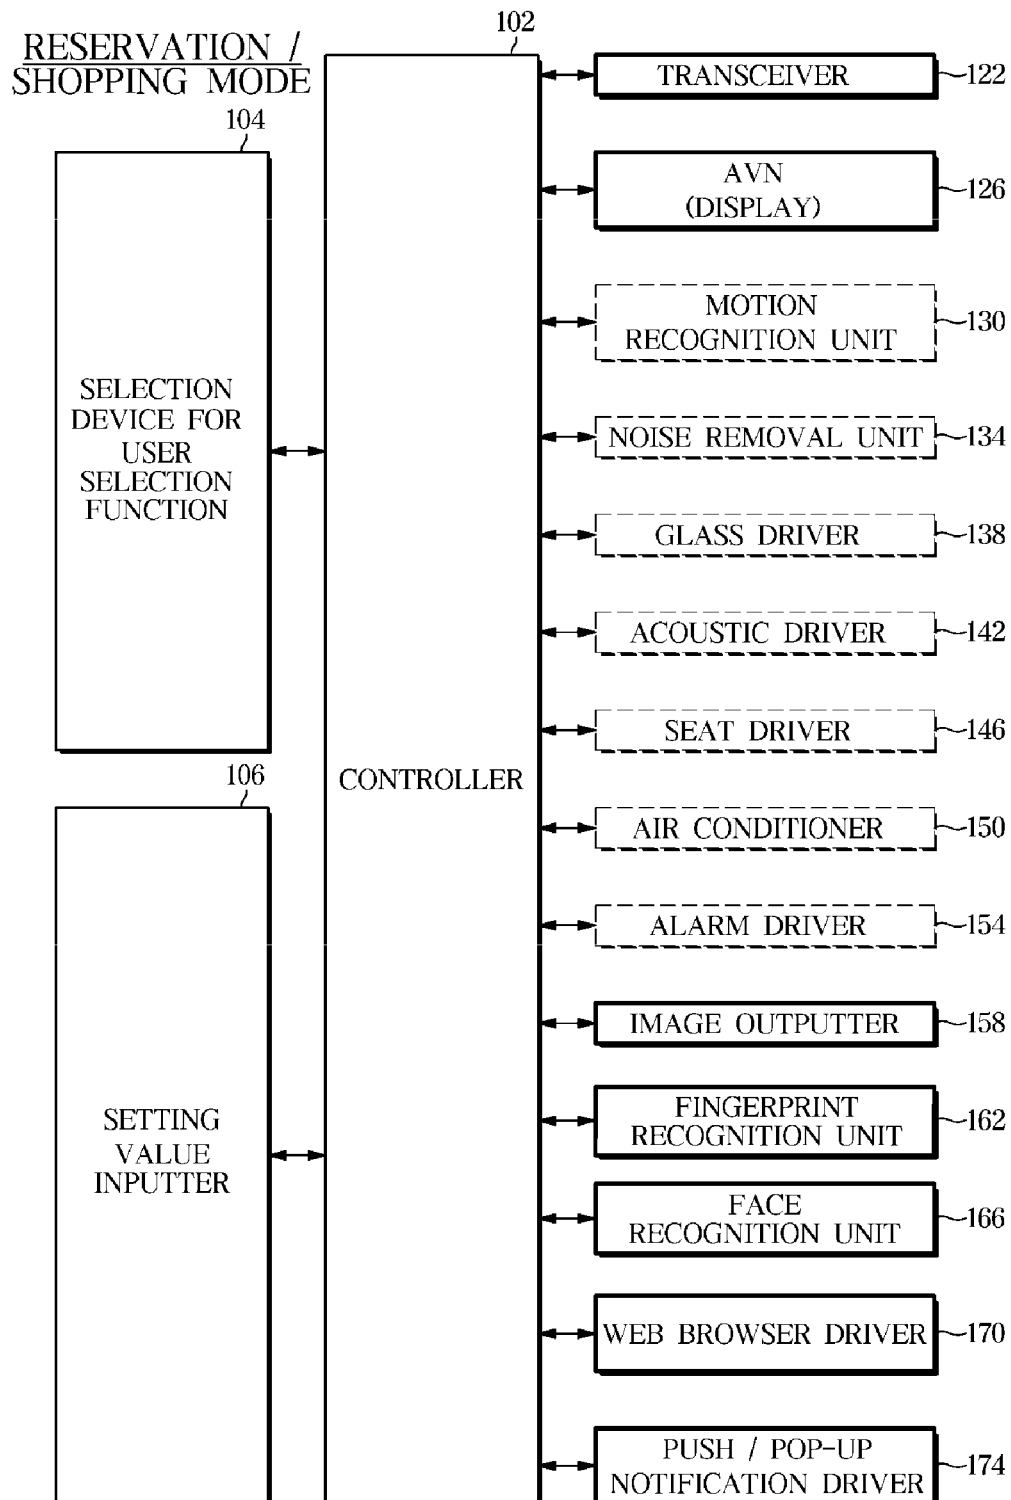 RESERVATION /
SHOPPING MODE
102
104
SELECTION
DEVICE FOR
USER
SELECTION
FUNCTION
106
SETTING
VALUE
INPUTTER
CONTROLLER
TRANSCEIVER
122
AVN
(DISPLAY)
126
MOTION
RECOGNITION UNIT
130
NOISE REMOVAL UNIT
134
GLASS DRIVER
138
ACOUSTIC DRIVER
142
SEAT DRIVER
146
AIR CONDITIONER
150
ALARM DRIVER
154
IMAGE OUTPUTTER
158
FINGERPRINT
RECOGNITION UNIT
162
FACE
RECOGNITION UNIT
166
WEB BROWSER DRIVER
170
PUSH / POP-UP
NOTIFICATION DRIVER
174